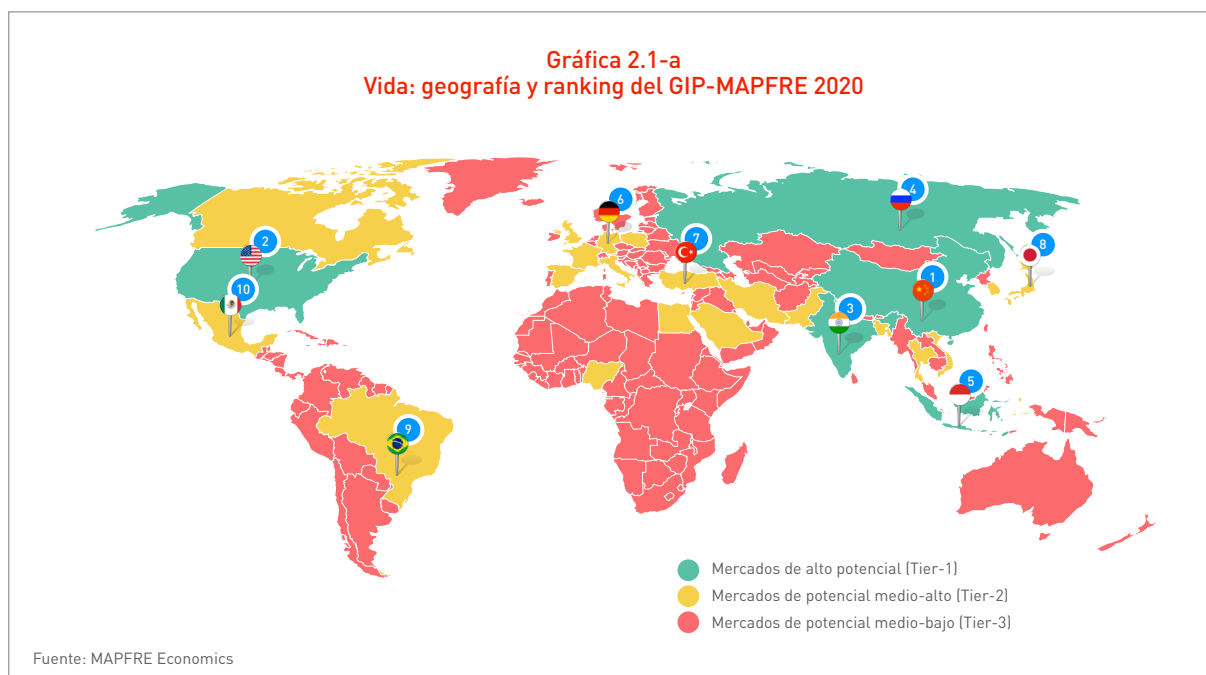 Gráfica 2.1-a
Vida: geografía y ranking del GIP-MAPFRE 2020
6
4
7
2
8
1
10
3
5
9
Mercados de alto potencial (Tier-1)
Mercados de potencial medio-alto (Tier-2)
Mercados de potencial medio-bajo (Tier-3)
Fuente: MAPFRE Economics